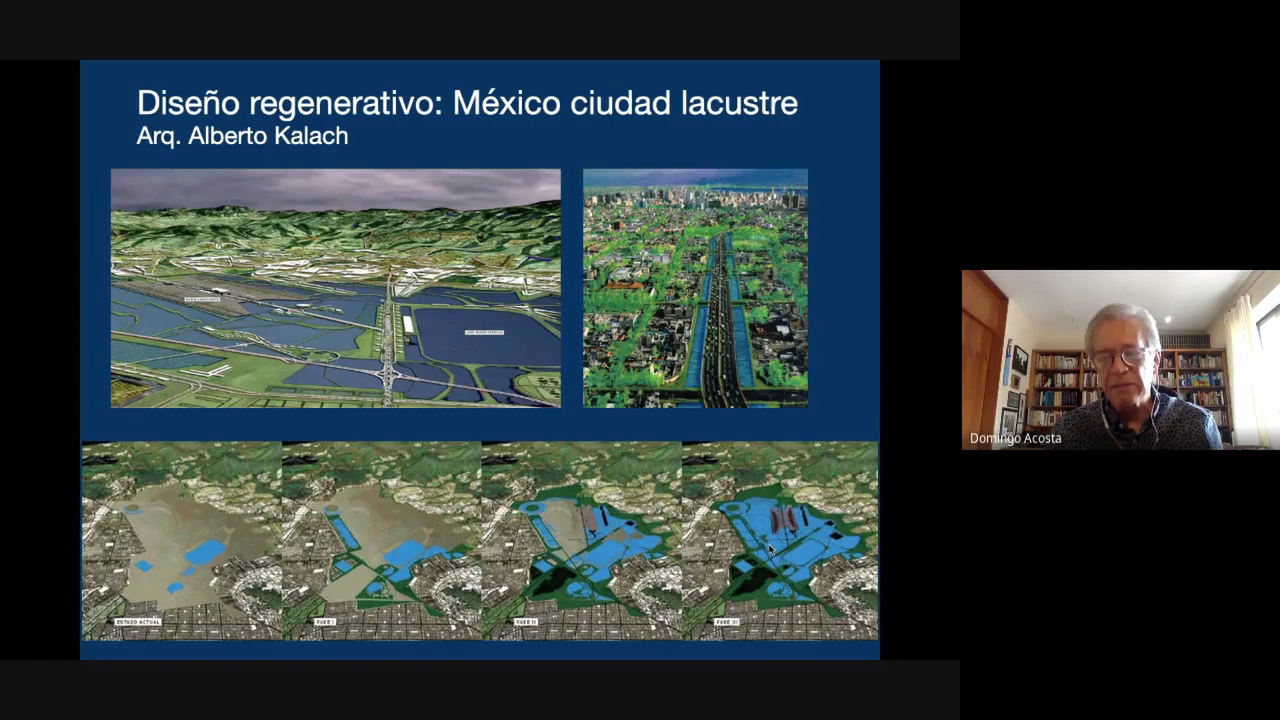 Diseño regenerativo: México ciudad lacustre
Arq. Alberto Kalach
Domingo Acosta
ESTADO ACTUAL
FASE I
FASE II
FASE III